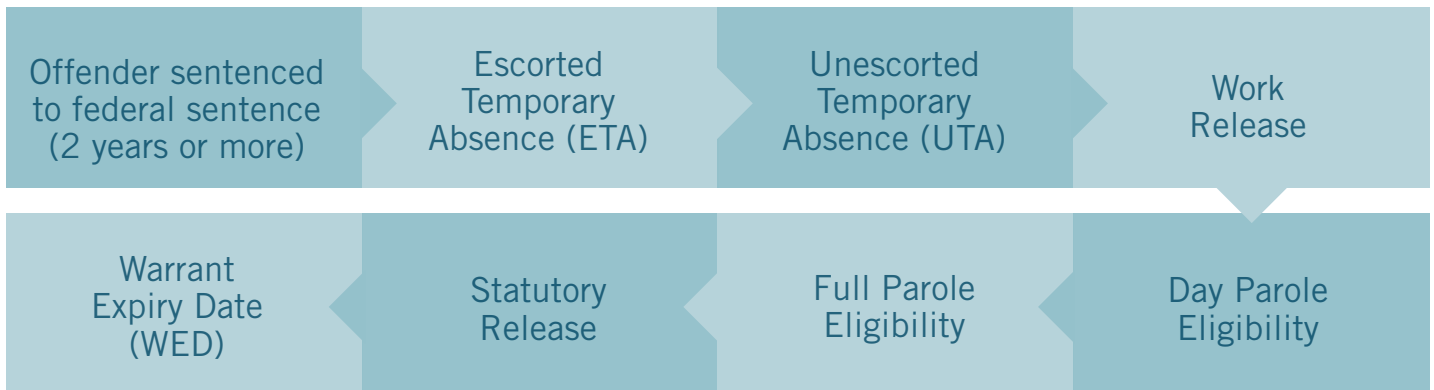 Offender sentenced
to federal sentence
(2 years or more)
Escorted
Temporary
Absence (ETA)
Unescorted
Temporary
Absence (UTA)
Work
Release
Day Parole
Eligibility
Full Parole
Eligibility
Statutory
Release
Warrant
Expiry Date
(WED)